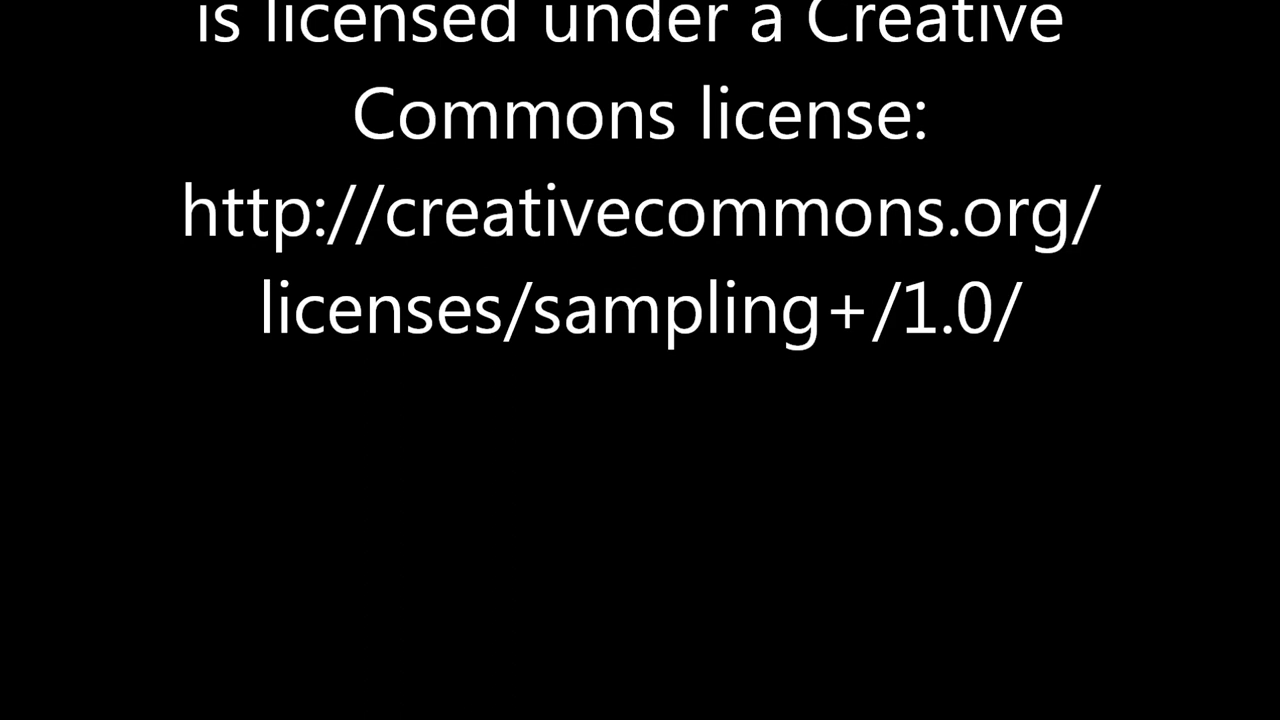 is licensed under a Creative
Commons license:
http://creativecommons.org/
licenses/sampling+/1.0/